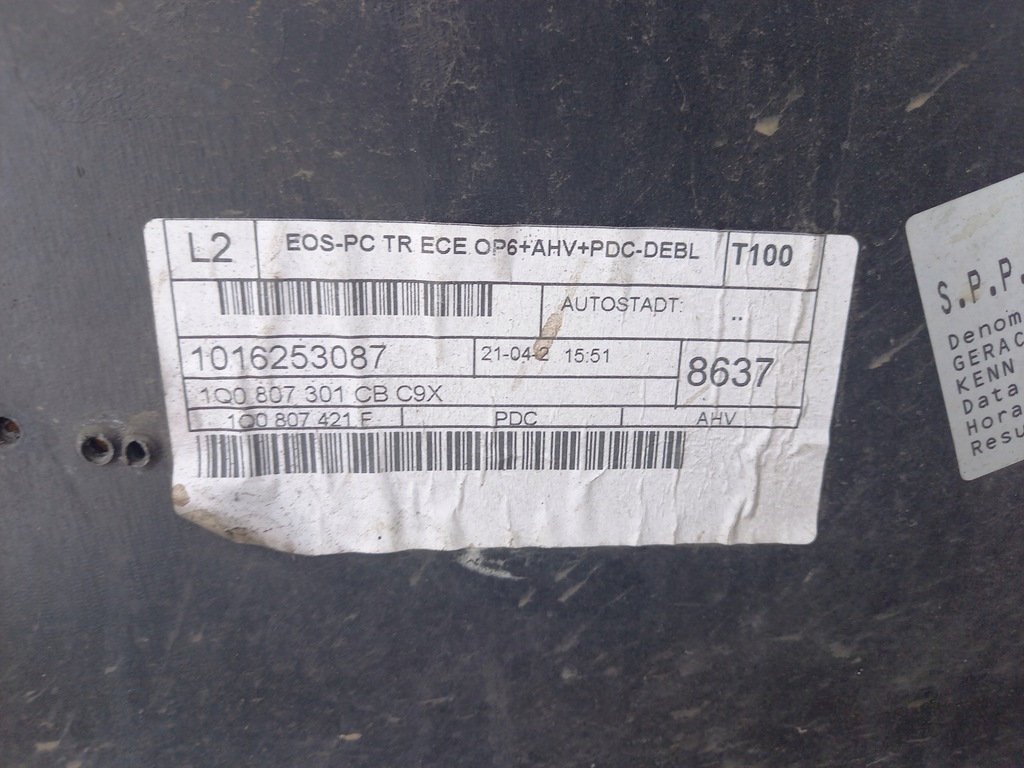 L2
EOS-PC TR ECE OP6+AHV+PDC-DEBL
T100
AUTOSTADT: ..
1016253087
21-04-2 15:51
8637
1Q0 807 301 CB C9X
1Q0 807 421 F
PDC
AHV
S.P.P.
Denom
GERAC
KENN
Data
Hora
Resu